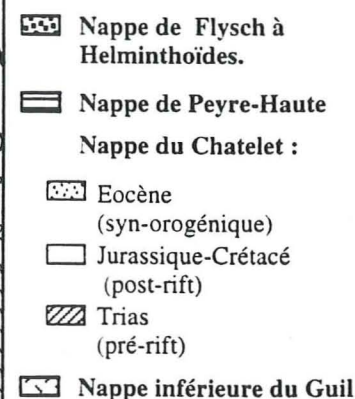 Nappe de Flysch à
Helminthoïdes.
Nappe de Peyre-Haute
Nappe du Chatelet :
Eocène
(syn-orogénique)
Jurassique-Crétacé
(post-rift)
Trias
(pré-rift)
Nappe inférieure du Guil